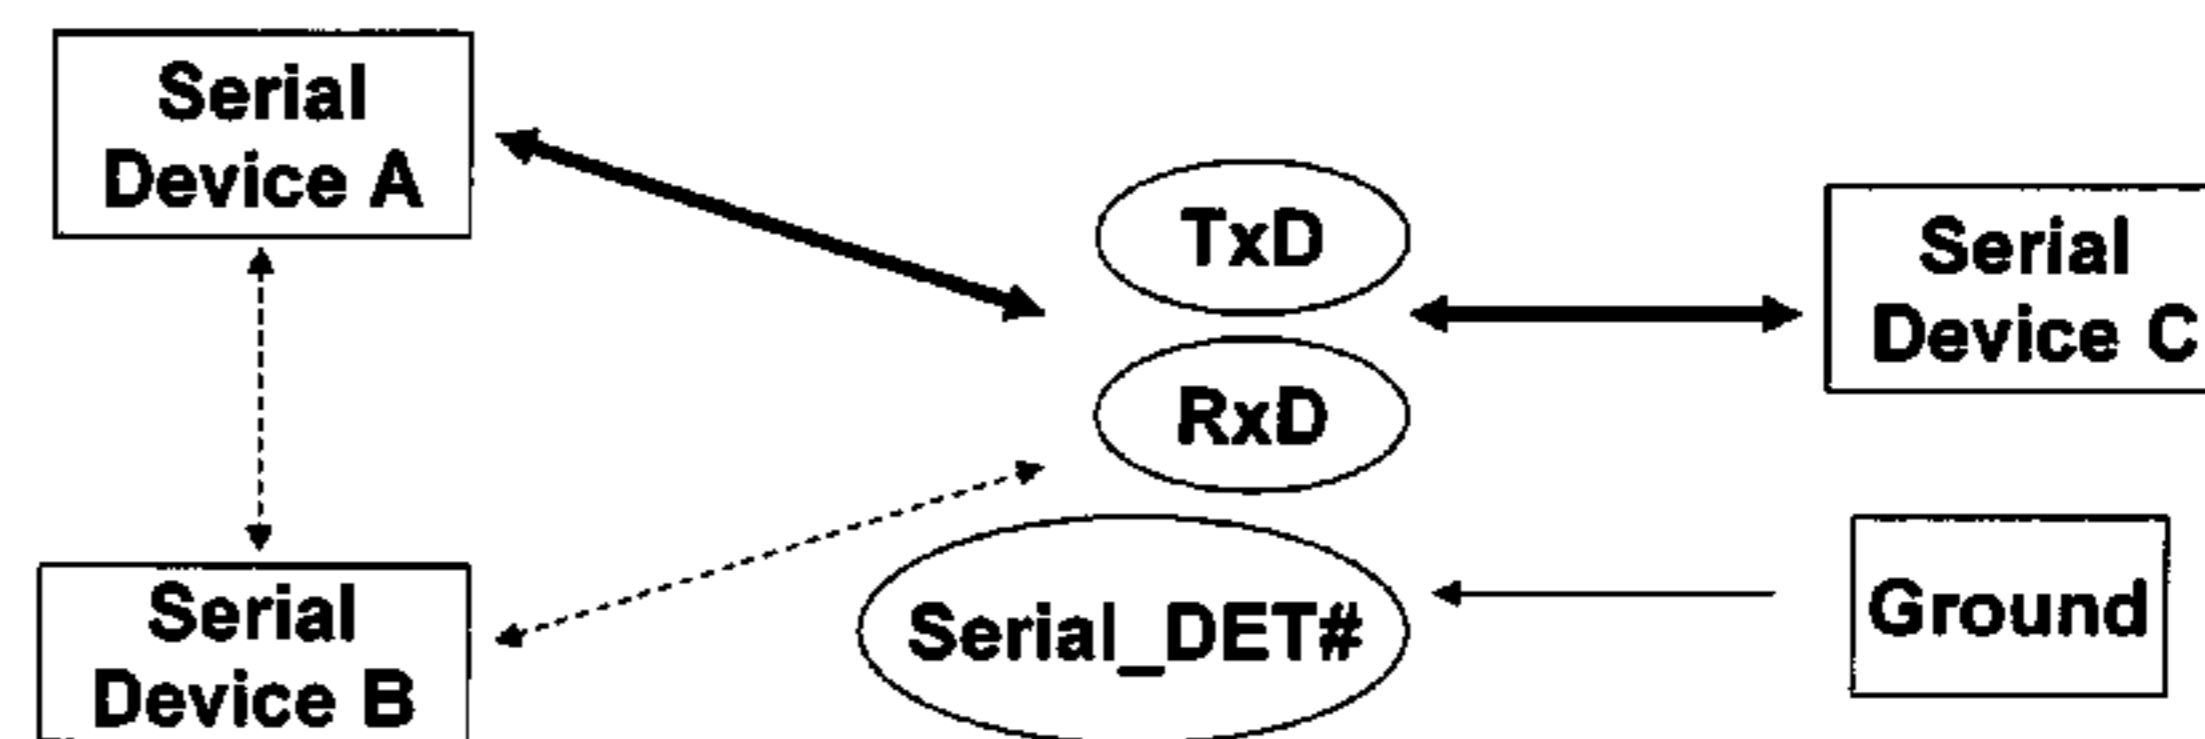 Serial
Device A
TxD
Serial
Device C
RxD
Serial
Device B
Serial_DET#
Ground